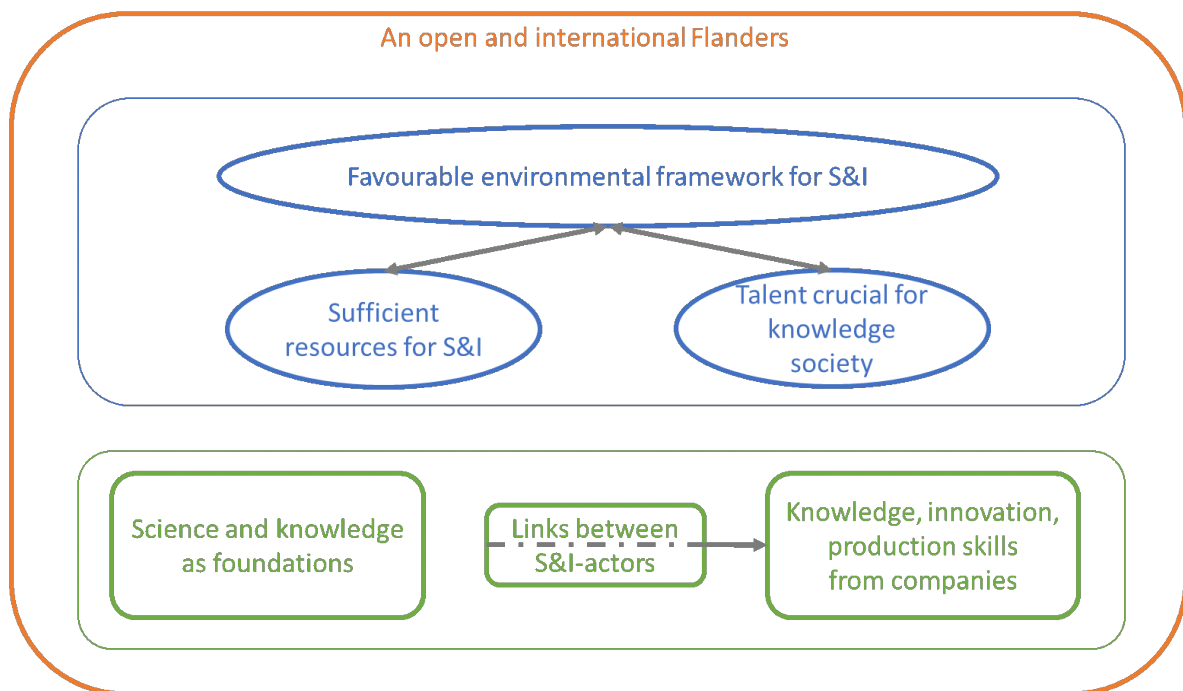 An open and international Flanders
Favourable environmental framework for S&I
Sufficient
resources for S&I
Talent crucial for
knowledge
society
Science and knowledge
as foundations
Links between
S&I-actors
Knowledge, innovation,
production skills
from companies